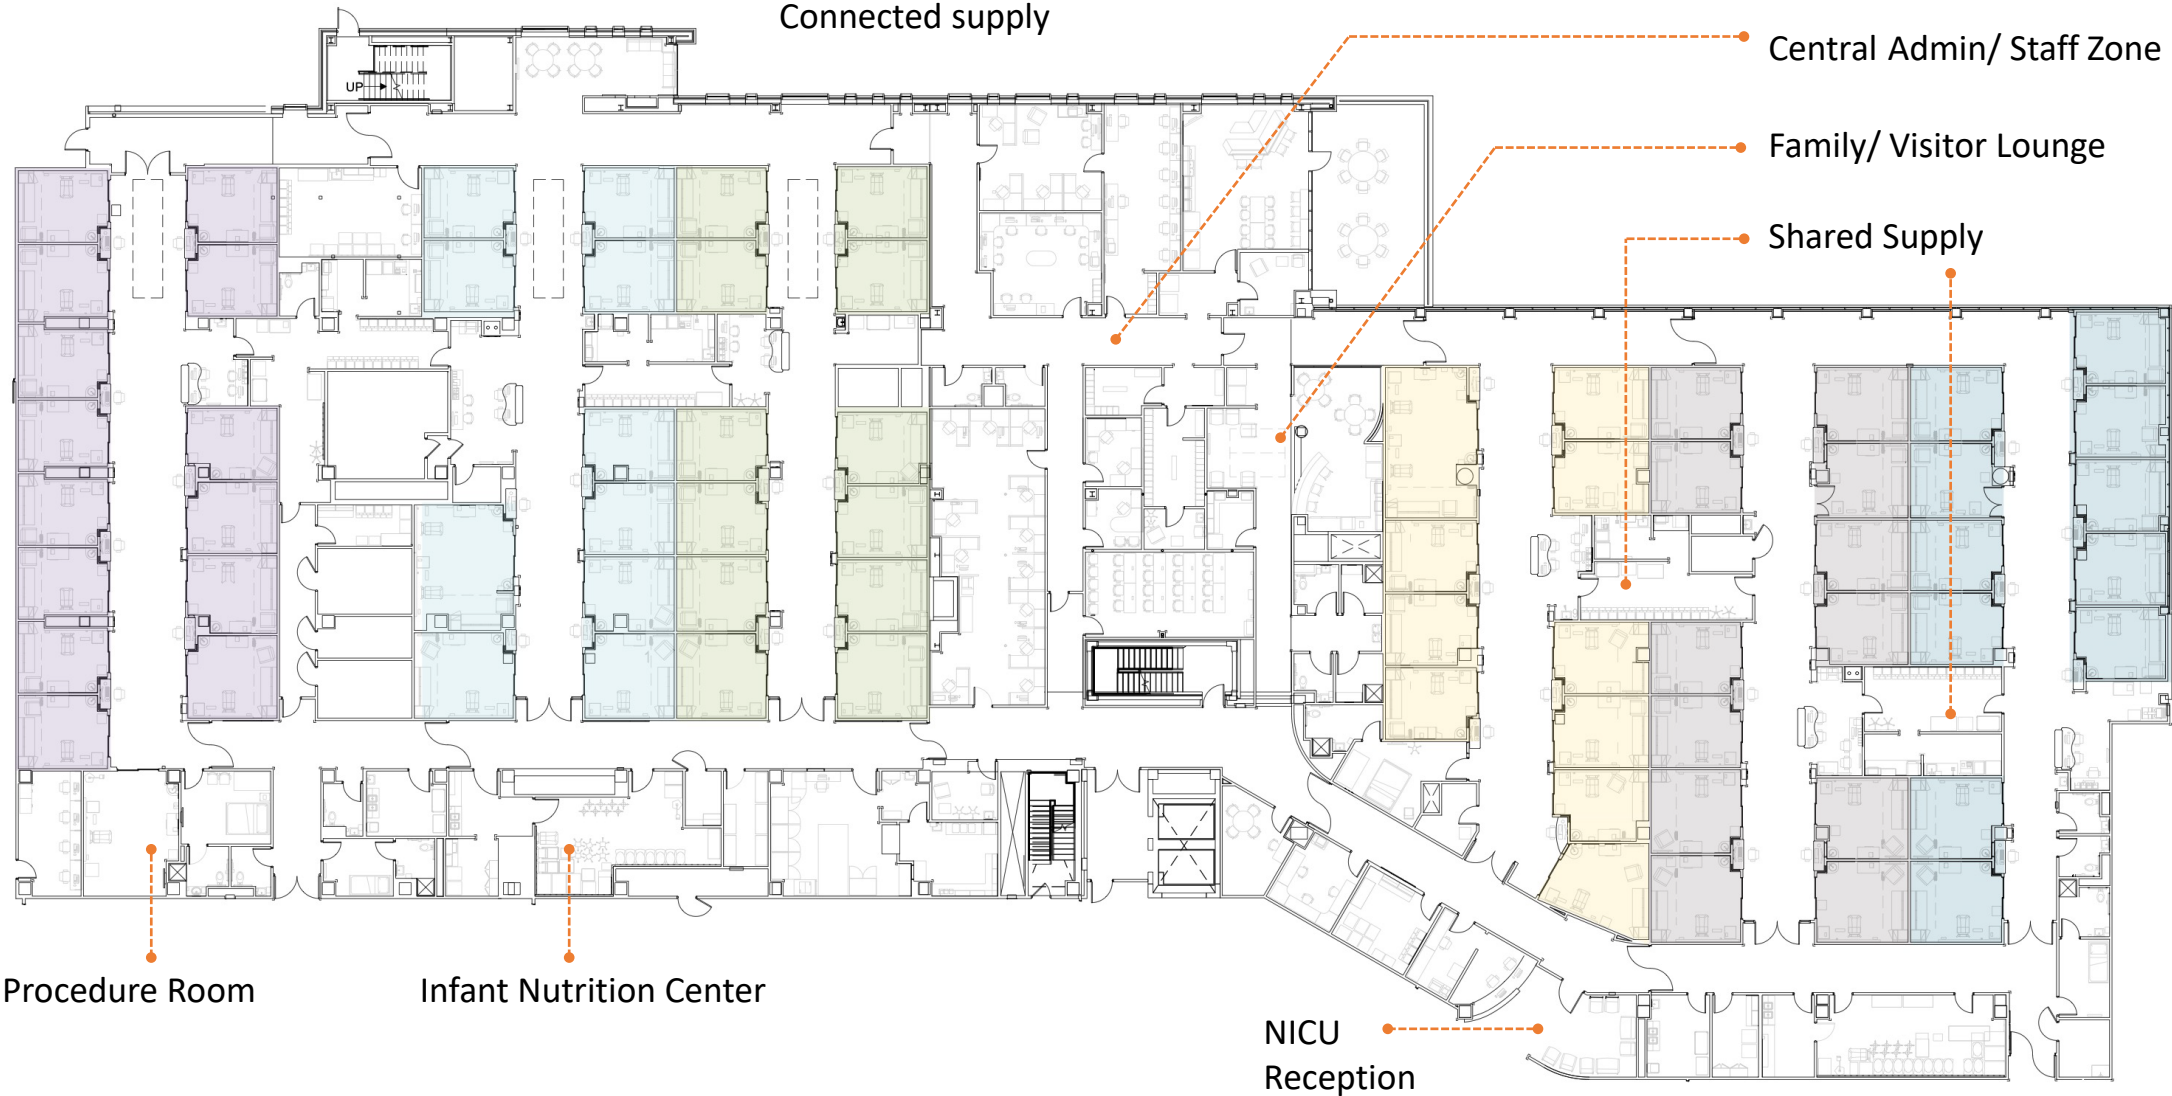 Connected supply
Central Admin/ Staff Zone
Family/ Visitor Lounge
Shared Supply
UP
Procedure Room
Infant Nutrition Center
NICU
Reception